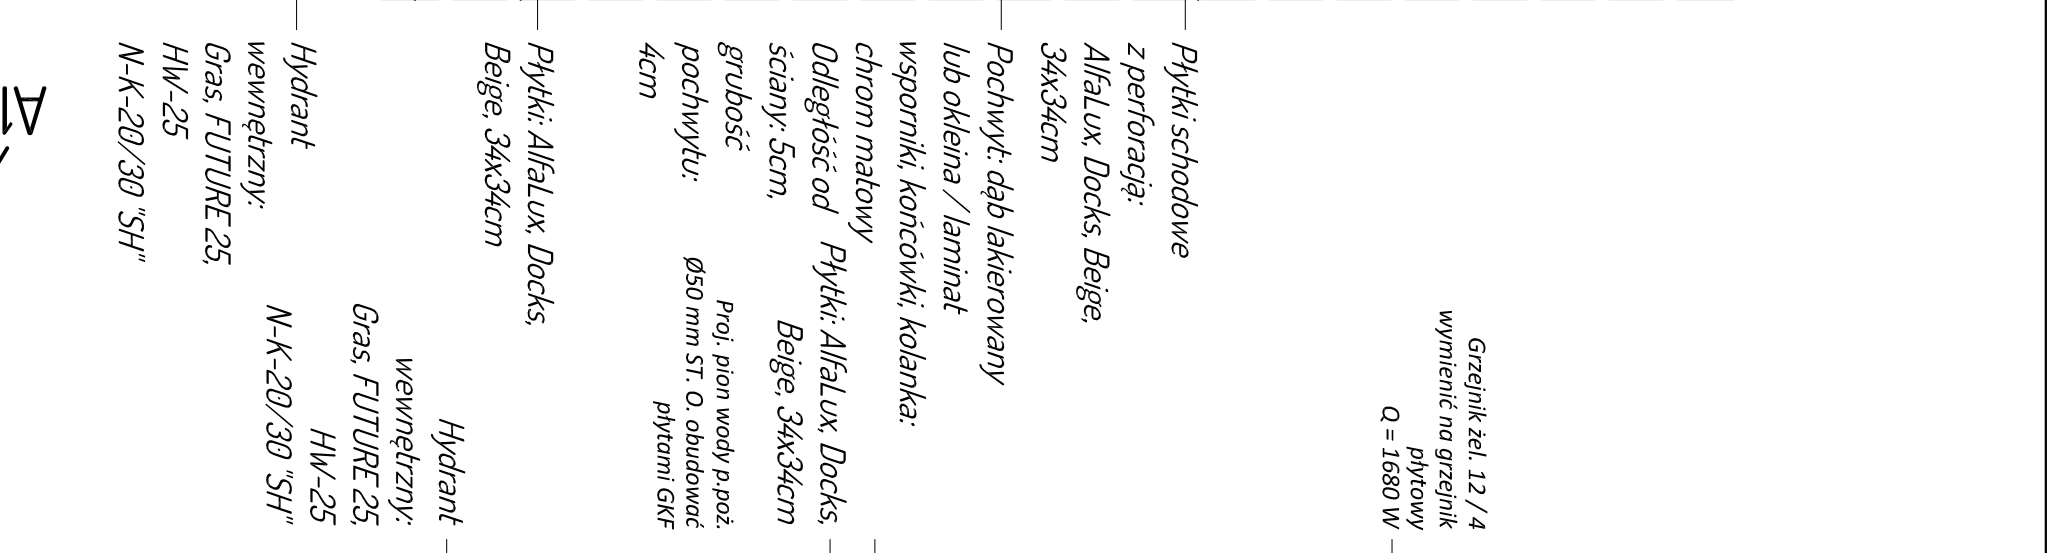 Płytki schodowe
z perforacją:
AlfaLux, Docks, Beige,
34x34cm
Pochwyt: dąb lakierowany
lub okleina / laminat
wsporniki, końcówki, kolanka:
chrom matowy
Odległość od
ściany: 5cm,
grubość
pochwytu:
4cm
Płytki: AlfaLux, Docks,
Beige, 34x34cm
Hydrant
wewnętrzny:
Gras, FUTURE 25,
HW-25
N-K-20/30 "SH"
Grzejnik żel. 12 / 4
wymienić na grzejnik
płytowy
Q = 1680 W
Płytki: AlfaLux, Docks,
Beige, 34x34cm
Proj. pion wody p.poż.
Ø50 mm ST. O. obudować
płytami GKF
Hydrant
wewnętrzny:
Gras, FUTURE 25,
HW-25
N-K-20/30 "SH"
A1